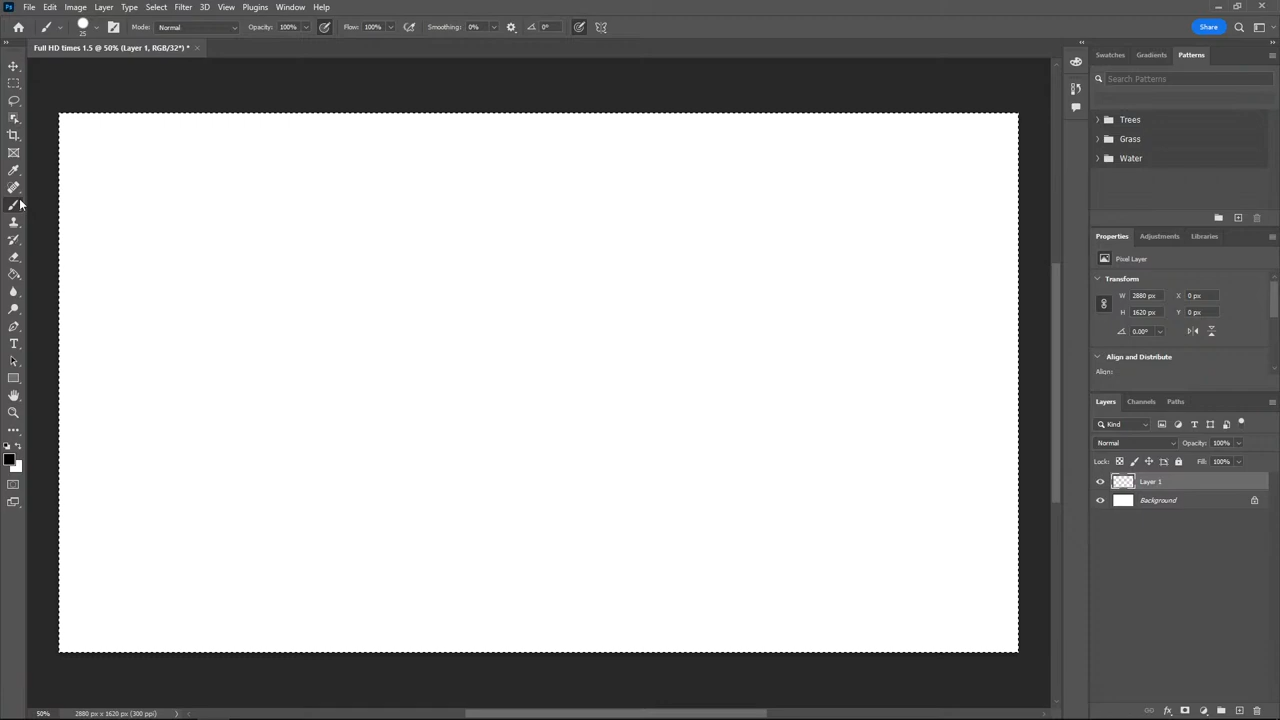 Ps File Edit Image Layer Type Select Filter 3D View Plugins Window Help
25 Mode: Normal Opacity: 100% Flow: 100% Smoothing: 0% 0° Share
Full HD times 1.5 @ 50% (Layer 1, RGB/32*) *
Swatches Gradients Patterns
Search Patterns
Trees
Grass
Water
Properties Adjustments Libraries
Pixel Layer
Transform
W 2880 px X 0 px
H 1620 px Y 0 px
0.00°
Align and Distribute
Align:
Layers Channels Paths
Kind
Normal Opacity: 100%
Lock: Fill: 100%
Layer 1
Background
50% 2880 px x 1620 px (300 ppi)